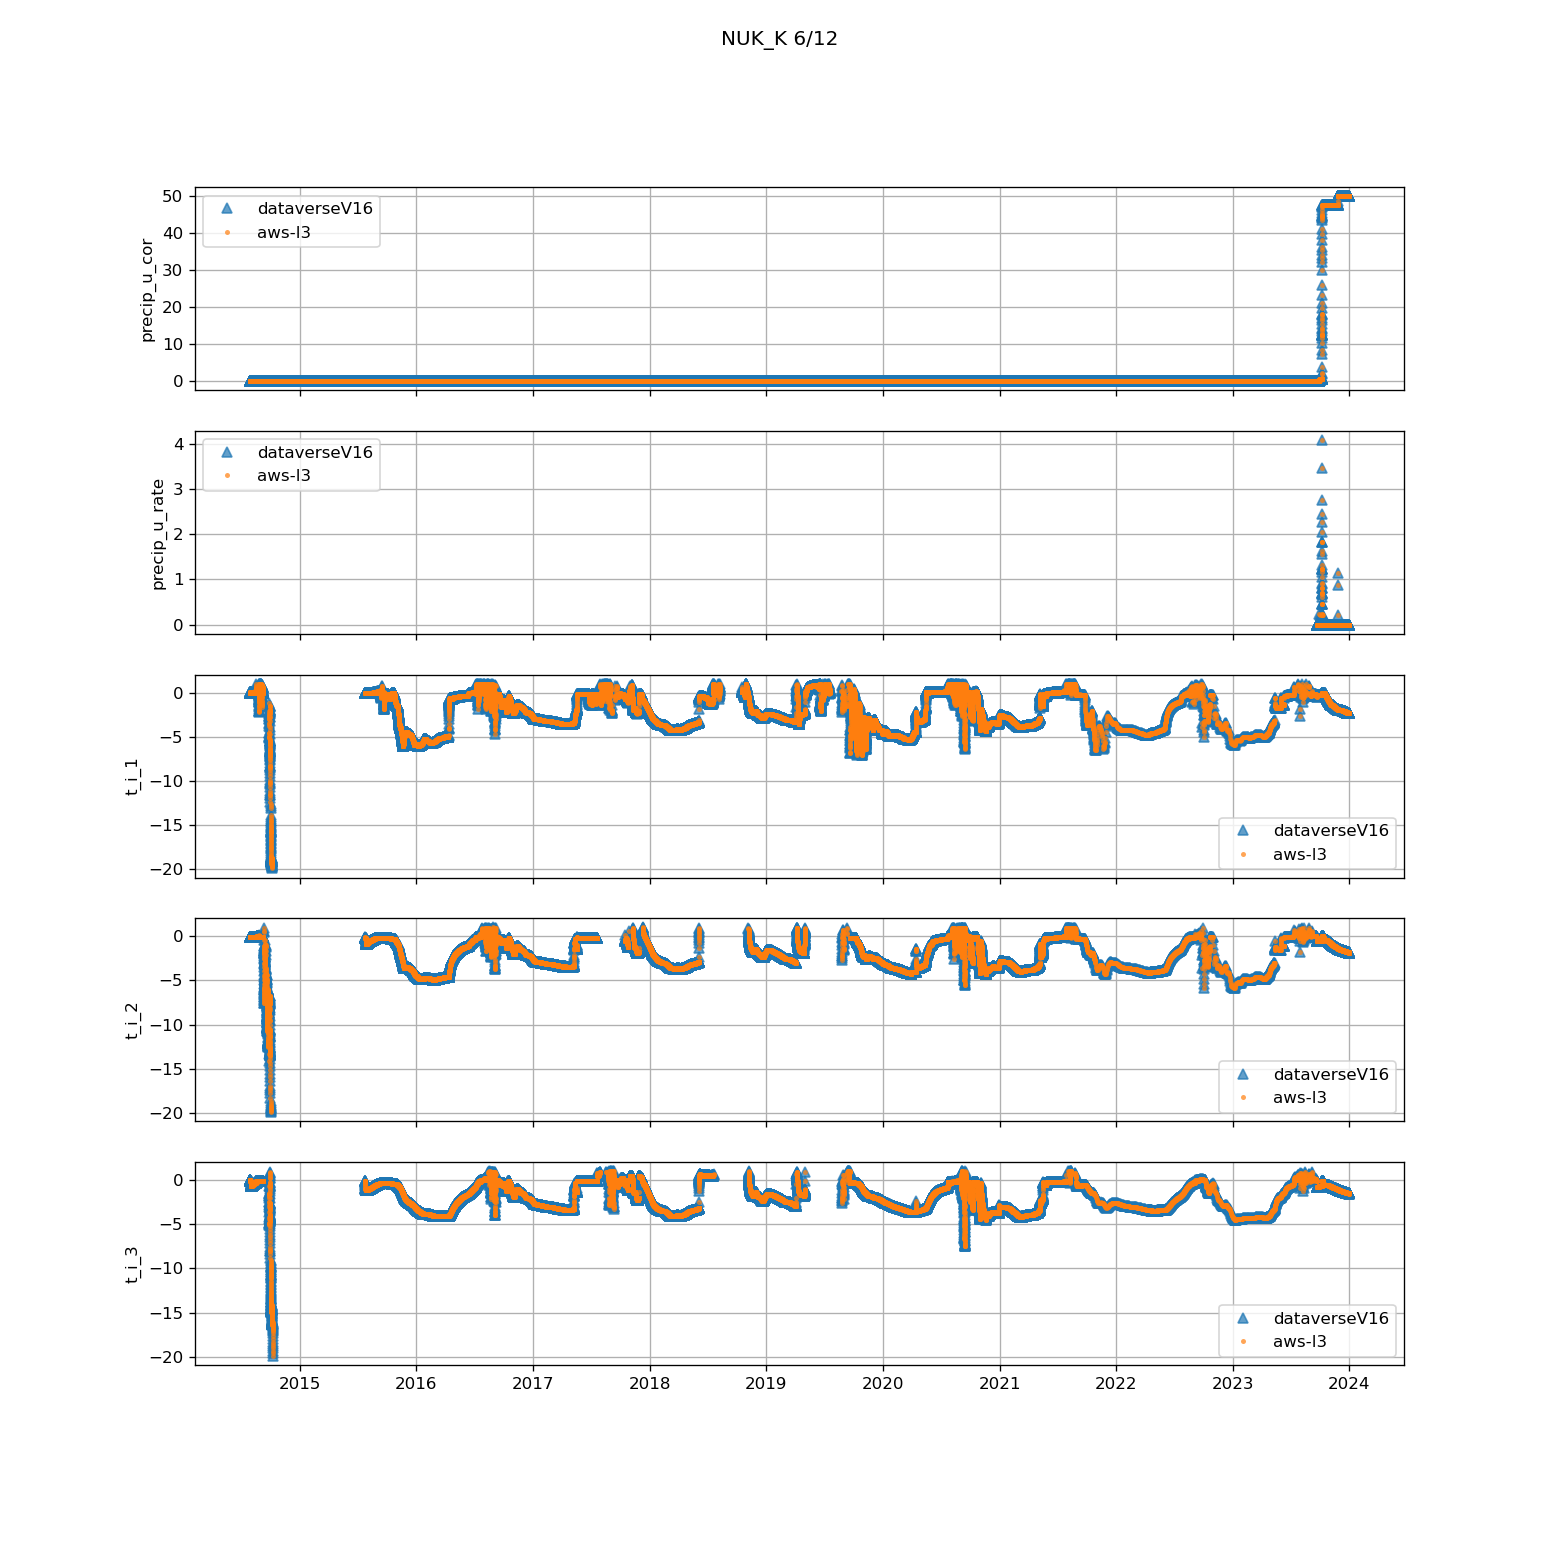 NUK_K 6/12
50
40
30
20
10
0
precip_u_cor
dataverseV16
aws-l3
4
3
2
1
0
precip_u_rate
dataverseV16
aws-l3
0
−5
−10
−15
−20
t_i_1
dataverseV16
aws-l3
0
−5
−10
−15
−20
t_i_2
dataverseV16
aws-l3
0
−5
−10
−15
−20
t_i_3
dataverseV16
aws-l3
2015 2016 2017 2018 2019 2020 2021 2022 2023 2024